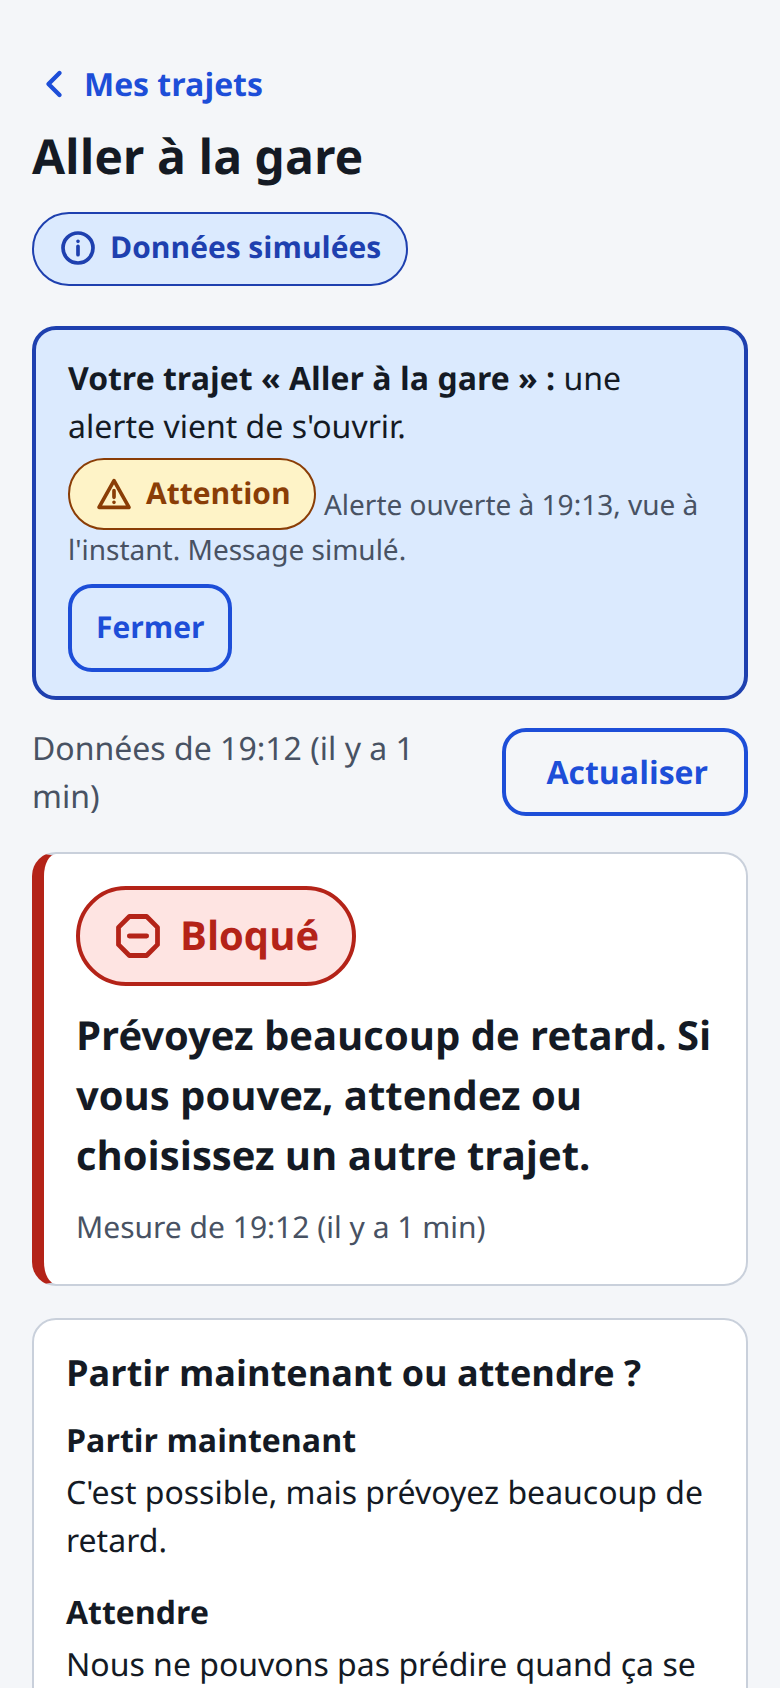 Mes trajets
Aller à la gare
Données simulées
Votre trajet « Aller à la gare » : une
alerte vient de s'ouvrir.
Attention Alerte ouverte à 19:13, vue à
l'instant. Message simulé.
Fermer
Données de 19:12 (il y a 1
min)
Actualiser
Bloqué
Prévoyez beaucoup de retard. Si
vous pouvez, attendez ou
choisissez un autre trajet.
Mesure de 19:12 (il y a 1 min)
Partir maintenant ou attendre ?
Partir maintenant
C'est possible, mais prévoyez beaucoup de
retard.
Attendre
Nous ne pouvons pas prédire quand ça se